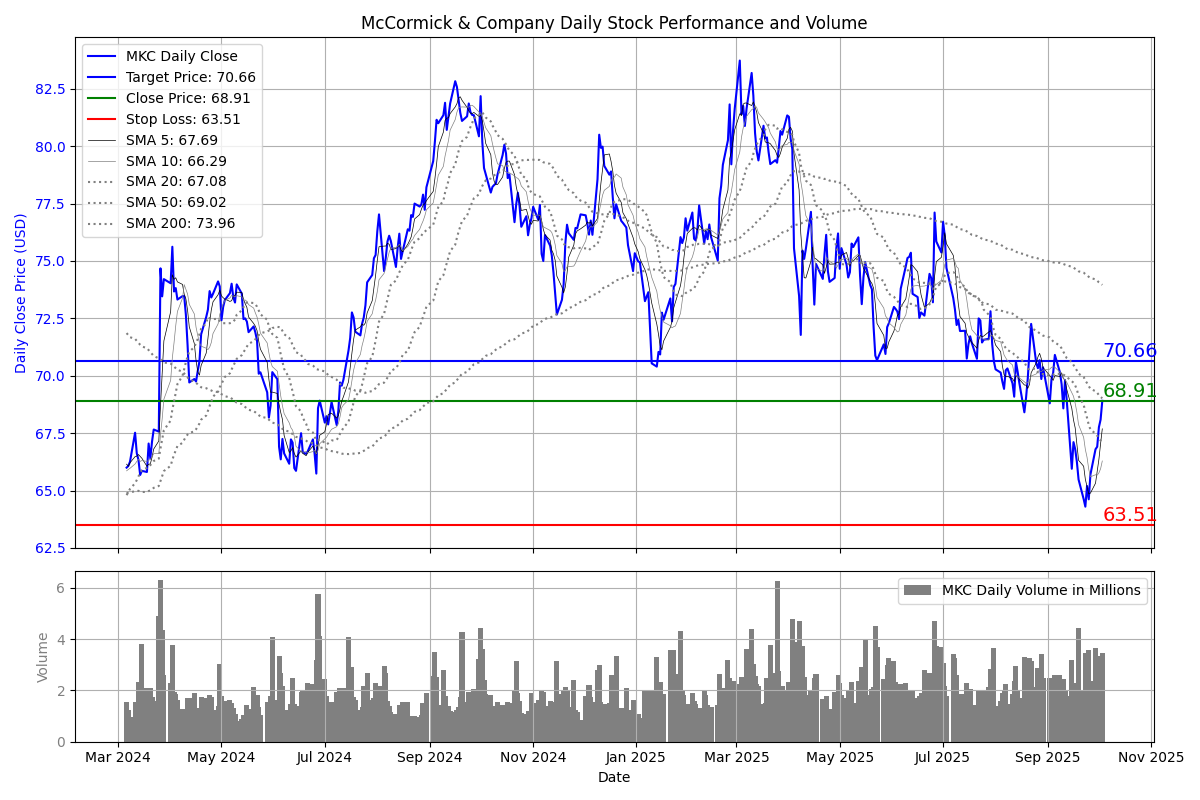 McCormick & Company Daily Stock Performance and Volume
MKC Daily Close
Target Price: 70.66
Close Price: 68.91
Stop Loss: 63.51
SMA 5: 67.69
SMA 10: 66.29
SMA 20: 67.08
SMA 50: 69.02
SMA 200: 73.96
Daily Close Price (USD)
82.5
80.0
77.5
75.0
72.5
70.0
67.5
65.0
62.5
70.66
68.91
63.51
MKC Daily Volume in Millions
Volume
6
4
2
0
Mar 2024 May 2024 Jul 2024 Sep 2024 Nov 2024 Jan 2025 Mar 2025 May 2025 Jul 2025 Sep 2025 Nov 2025
Date